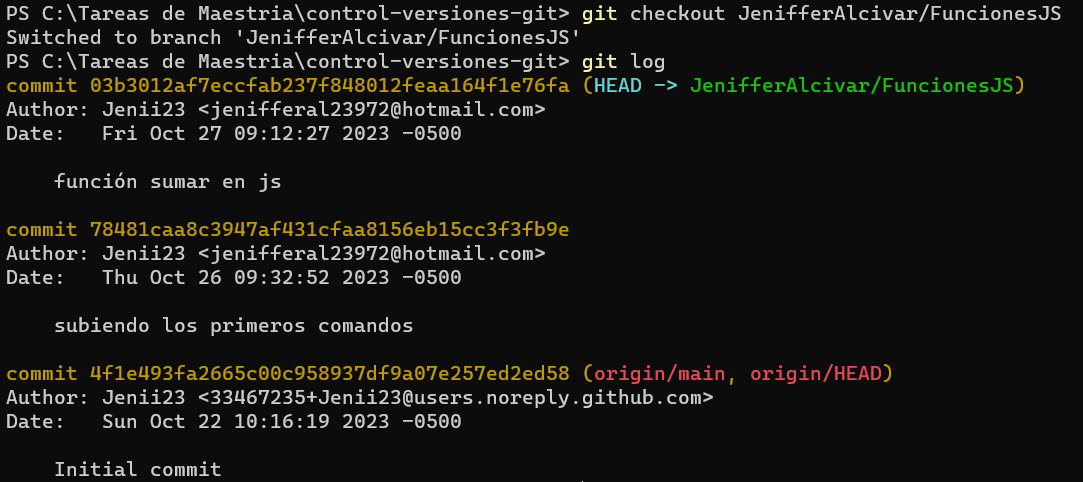 PS C:\Tareas de Maestria\control-versiones-git> git checkout JenifferAlcivar/FuncionesJS
Switched to branch 'JenifferAlcivar/FuncionesJS'
PS C:\Tareas de Maestria\control-versiones-git> git log
commit 03b3012af7eccfab237f848012feaa164f1e76fa (HEAD -> JenifferAlcivar/FuncionesJS)
Author: Jenii23 <jenifferal23972@hotmail.com>
Date:   Fri Oct 27 09:12:27 2023 -0500
función sumar en js
commit 78481caa8c3947af431cfaa8156eb15cc3f3fb9e
Author: Jenii23 <jenifferal23972@hotmail.com>
Date:   Thu Oct 26 09:32:52 2023 -0500
subiendo los primeros comandos
commit 4f1e493fa2665c00c958937df9a07e257ed2ed58 (origin/main, origin/HEAD)
Author: Jenii23 <33467235+Jenii23@users.noreply.github.com>
Date:   Sun Oct 22 10:16:19 2023 -0500
Initial commit